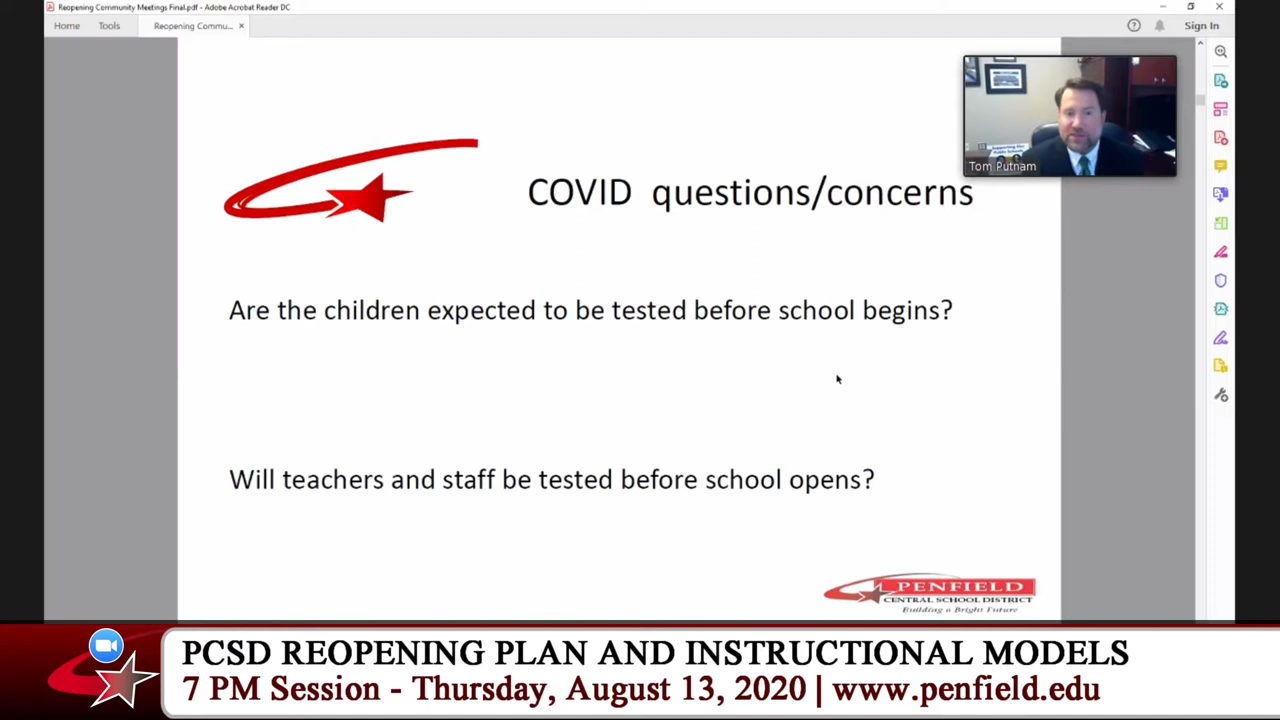 Reopening Community Meetings Final.pdf - Adobe Acrobat Reader DC
Home Tools Reopening Commu... × Sign In
COVID questions/concerns
Tom Putnam
Are the children expected to be tested before school begins?
Will teachers and staff be tested before school opens?
PENFIELD
CENTRAL SCHOOL DISTRICT
Building a Bright Future
PCSD REOPENING PLAN AND INSTRUCTIONAL MODELS
7 PM Session - Thursday, August 13, 2020 | www.penfield.edu